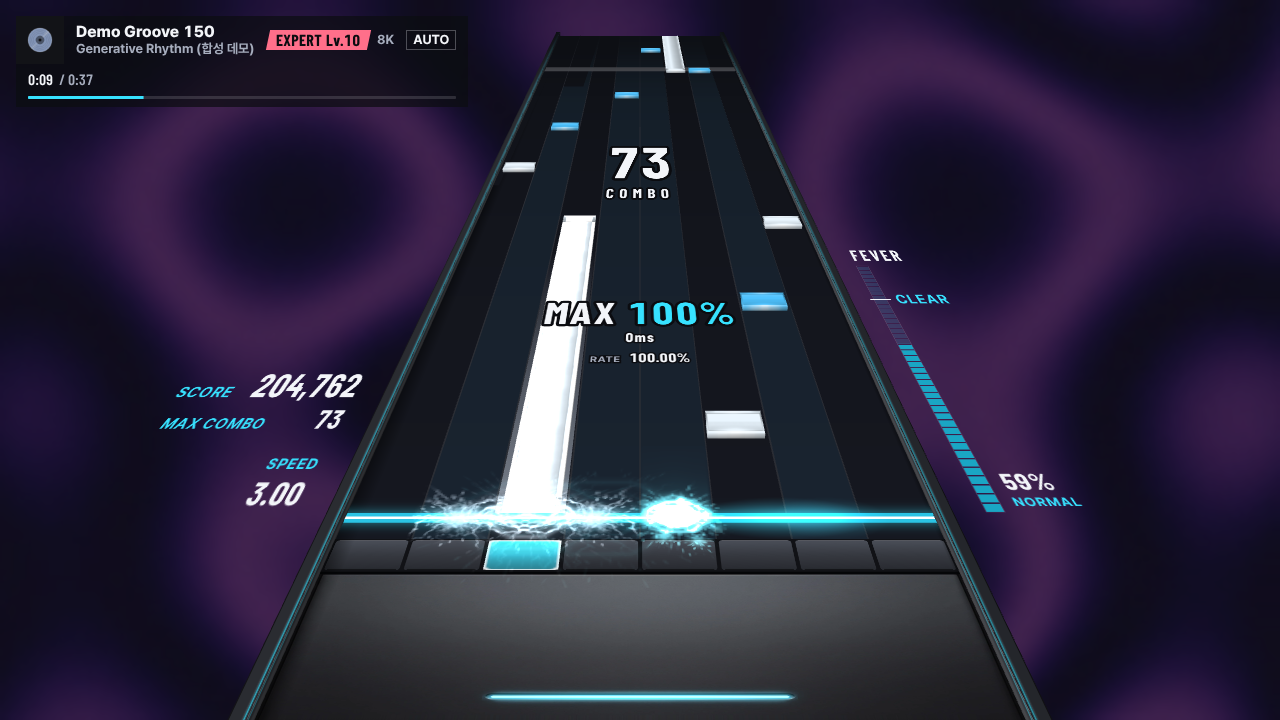 Demo Groove 150
Generative Rhythm (합성 데모)
EXPERT Lv.10
8K
AUTO
0:09 / 0:37
73
COMBO
FEVER
CLEAR
MAX 100%
0ms
RATE 100.00%
SCORE 204,762
MAX COMBO 73
SPEED
3.00
59%
NORMAL